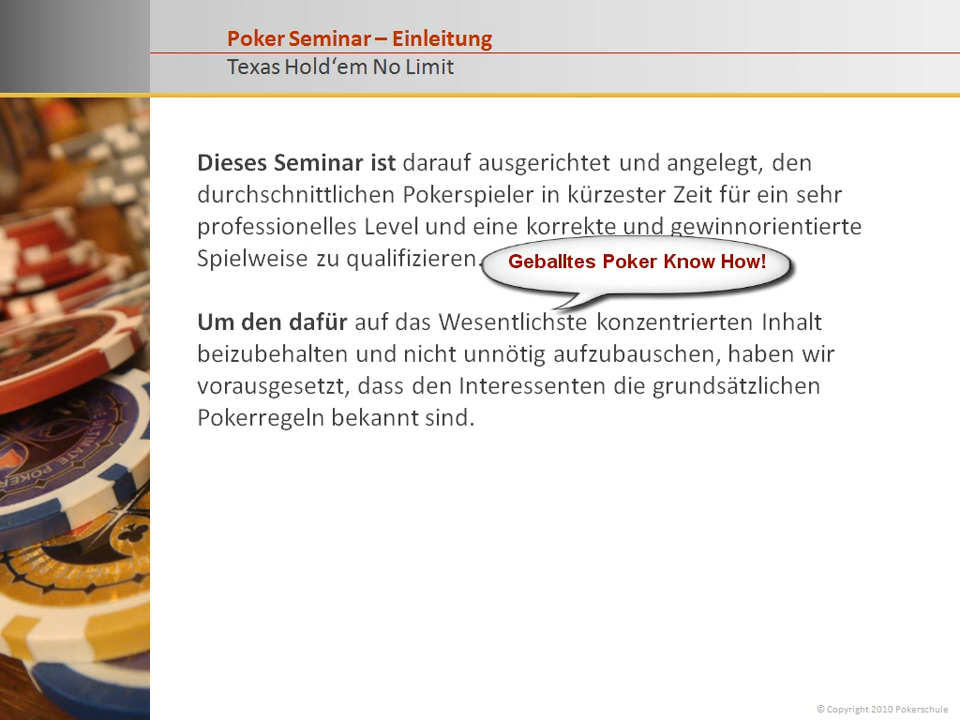 Poker Seminar – Einleitung
Texas Hold‘em No Limit
Dieses Seminar ist darauf ausgerichtet und angelegt, den
durchschnittlichen Pokerspieler in kürzester Zeit für ein sehr
professionelles Level und eine korrekte und gewinnorientierte
Spielweise zu qualifizieren.
Geballtes Poker Know How!
Um den dafür auf das Wesentlichste konzentrierten Inhalt
beizubehalten und nicht unnötig aufzubauschen, haben wir
vorausgesetzt, dass den Interessenten die grundsätzlichen
Pokerregeln bekannt sind.
ULTIMATE POKER
© Copyright 2010 Pokerschule